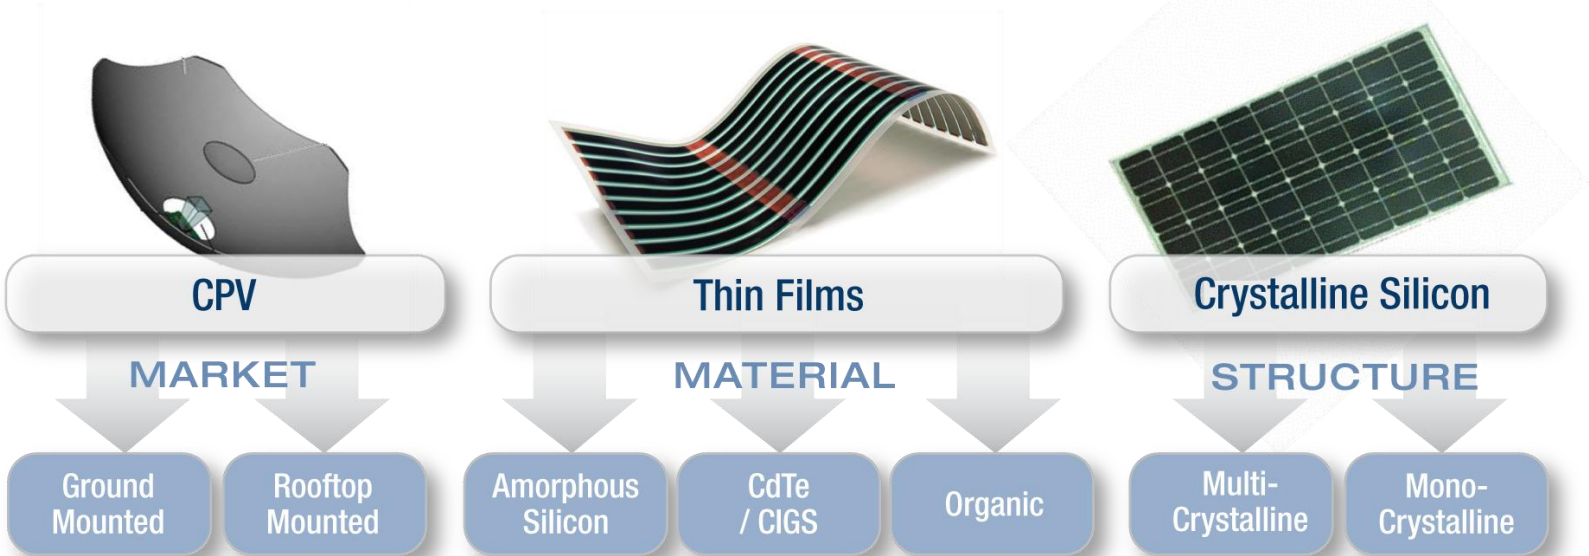 CPV
Thin Films
Crystalline Silicon
MARKET
MATERIAL
STRUCTURE
Ground
Mounted
Rooftop
Mounted
Amorphous
Silicon
CdTe
/ CIGS
Organic
Multi-
Crystalline
Mono-
Crystalline